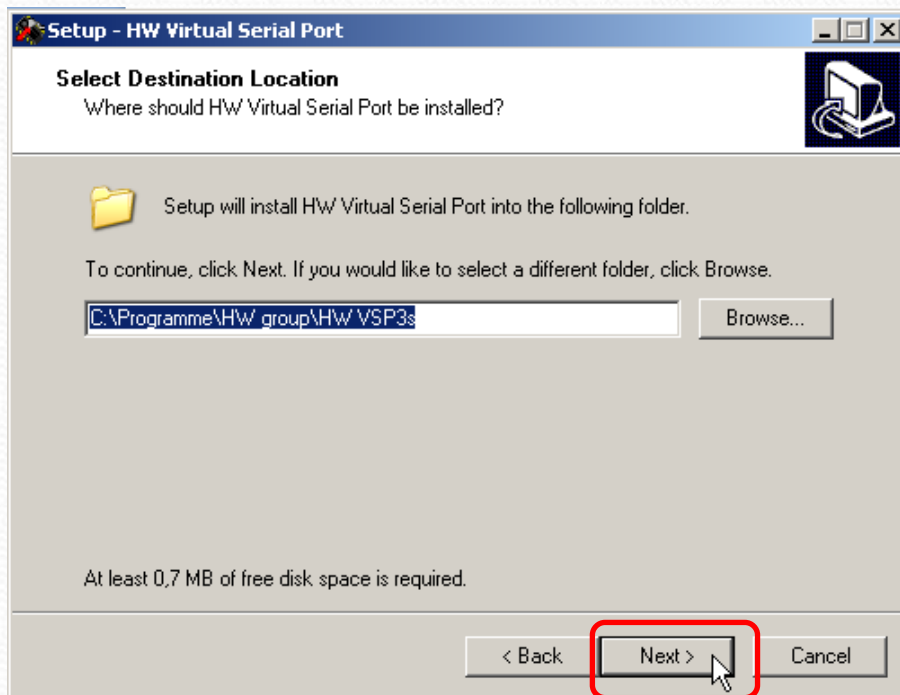 Setup - HW Virtual Serial Port
Select Destination Location
Where should HW Virtual Serial Port be installed?
Setup will install HW Virtual Serial Port into the following folder.
To continue, click Next. If you would like to select a different folder, click Browse.
C:\Programme\HW group\HW VSP3s
Browse...
At least 0,7 MB of free disk space is required.
< Back
Next >
Cancel